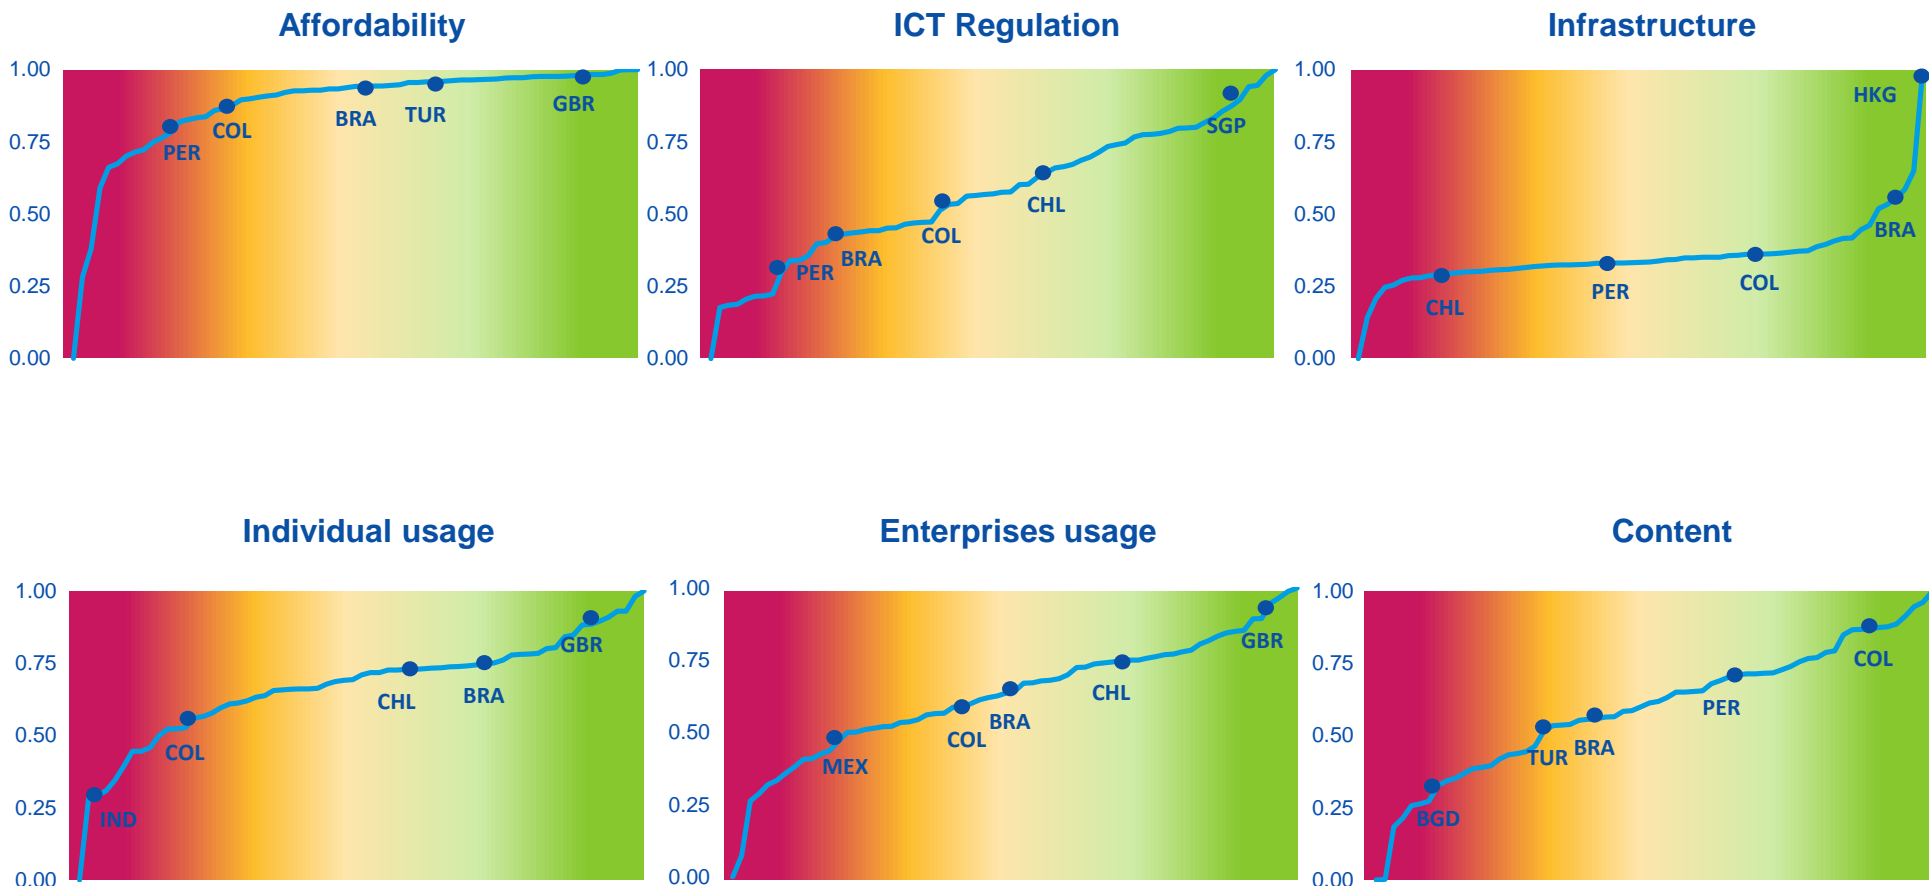 Affordability
1.00
0.75
0.50
0.25
0.00
PER
COL
BRA
TUR
GBR
ICT Regulation
1.00
0.75
0.50
0.25
0.00
PER
BRA
COL
CHL
SGP
Infrastructure
1.00
0.75
0.50
0.25
0.00
CHL
PER
COL
BRA
HKG
Individual usage
1.00
0.75
0.50
0.25
0.00
IND
COL
CHL
BRA
GBR
Enterprises usage
1.00
0.75
0.50
0.25
0.00
MEX
COL
BRA
CHL
GBR
Content
1.00
0.75
0.50
0.25
0.00
BGD
TUR
BRA
PER
COL